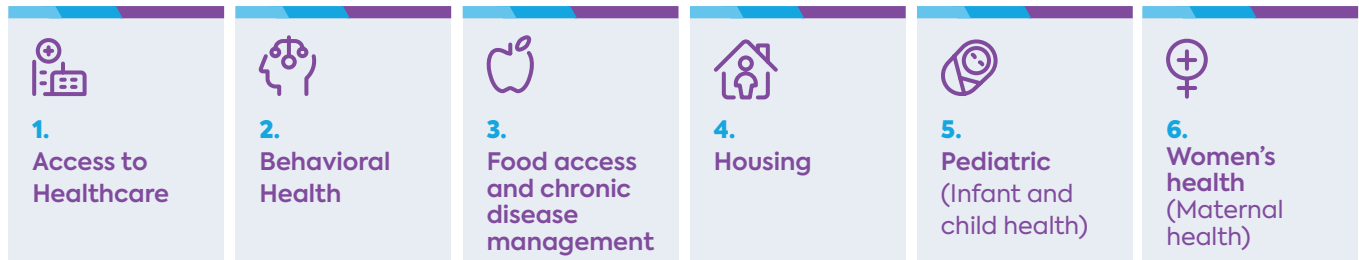 1.
Access to
Healthcare
2.
Behavioral
Health
3.
Food access
and chronic
disease
management
4.
Housing
5.
Pediatric
(Infant and
child health)
6.
Women's
health
(Maternal
health)